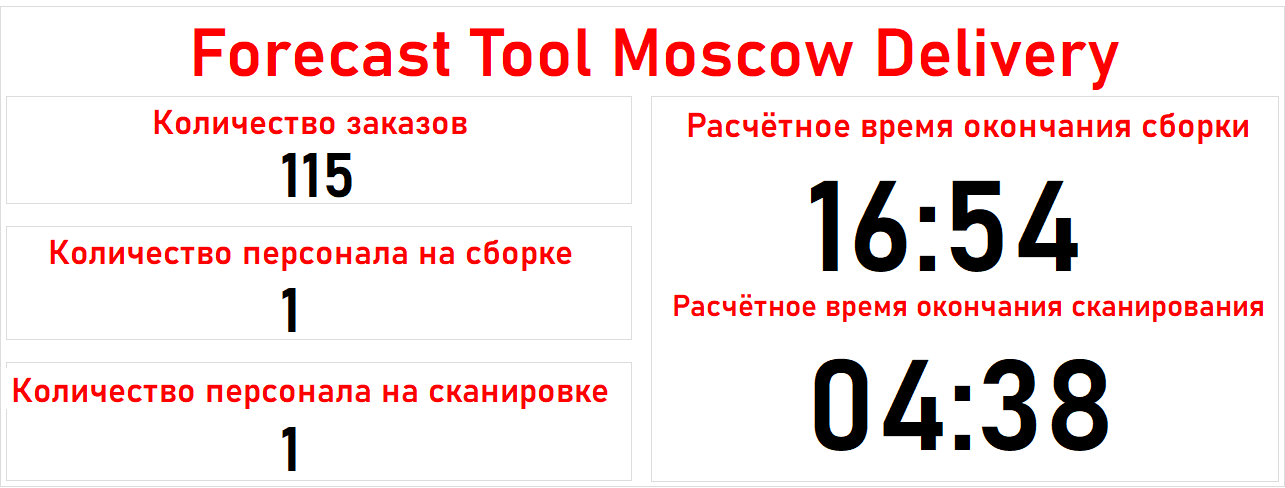 Forecast Tool Moscow Delivery
Количество заказов
115
Количество персонала на сборке
1
Количество персонала на сканировке
1
Расчётное время окончания сборки
16:54
Расчётное время окончания сканирования
04:38